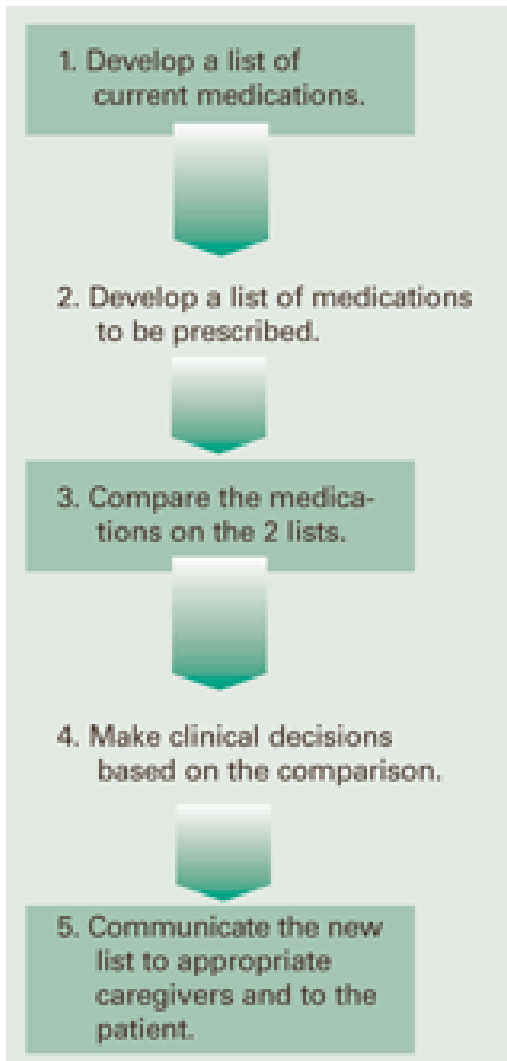 1. Develop a list of
current medications.
2. Develop a list of medications
to be prescribed.
3. Compare the medica-
tions on the 2 lists.
4. Make clinical decisions
based on the comparison.
5. Communicate the new
list to appropriate
caregivers and to the
patient.